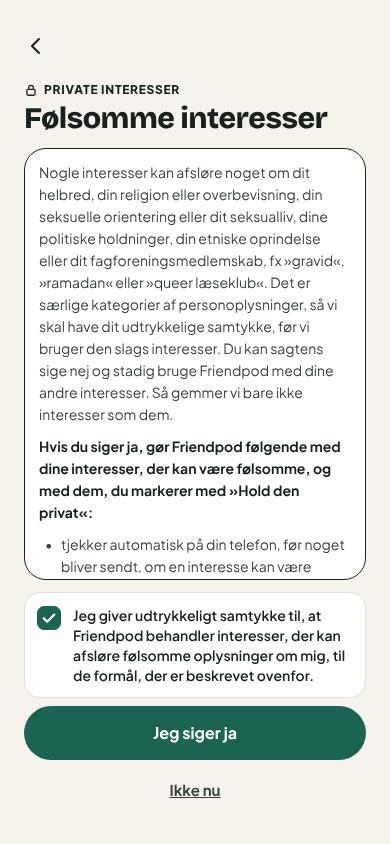 PRIVATE INTERESSER
Følsomme interesser
Nogle interesser kan afsløre noget om dit
helbred, din religion eller overbevisning, din
seksuelle orientering eller dit seksualliv, dine
politiske holdninger, din etniske oprindelse
eller dit fagforeningsmedlemskab, fx »gravid«,
»ramadan« eller »queer læseklub«. Det er
særlige kategorier af personoplysninger, så vi
skal have dit udtrykkelige samtykke, før vi
bruger den slags interesser. Du kan sagtens
sige nej og stadig bruge Friendpod med dine
andre interesser. Så gemmer vi bare ikke
interesser som dem.
Hvis du siger ja, gør Friendpod følgende med
dine interesser, der kan være følsomme, og
med dem, du markerer med »Hold den
privat«:
• tjekker automatisk på din telefon, før noget
bliver sendt, om en interesse kan være
Jeg giver udtrykkeligt samtykke til, at
Friendpod behandler interesser, der kan
afsløre følsomme oplysninger om mig, til
de formål, der er beskrevet ovenfor.
Jeg siger ja
Ikke nu